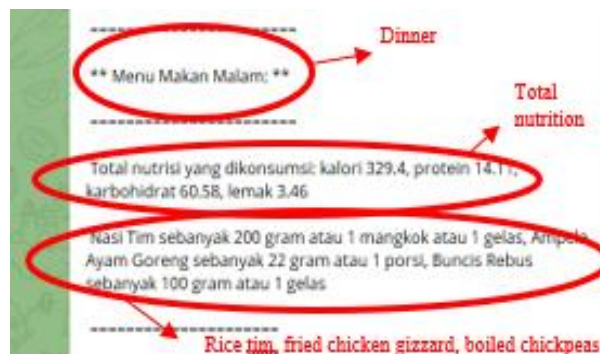 Dinner
** Menu Makan Malam: **
Total
nutrition
Total nutrisi yang dikonsumsi: kalori 329.4, protein 14.11,
karbohidrat 60.58, lemak 3.46
Nasi Tim sebanyak 200 gram atau 1 mangkok atau 1 gelas, Ampela
Ayam Goreng sebanyak 22 gram atau 1 porsi, Buncis Rebus
sebanyak 100 gram atau 1 gelas
Rice tim, fried chicken gizzard, boiled chickpeas